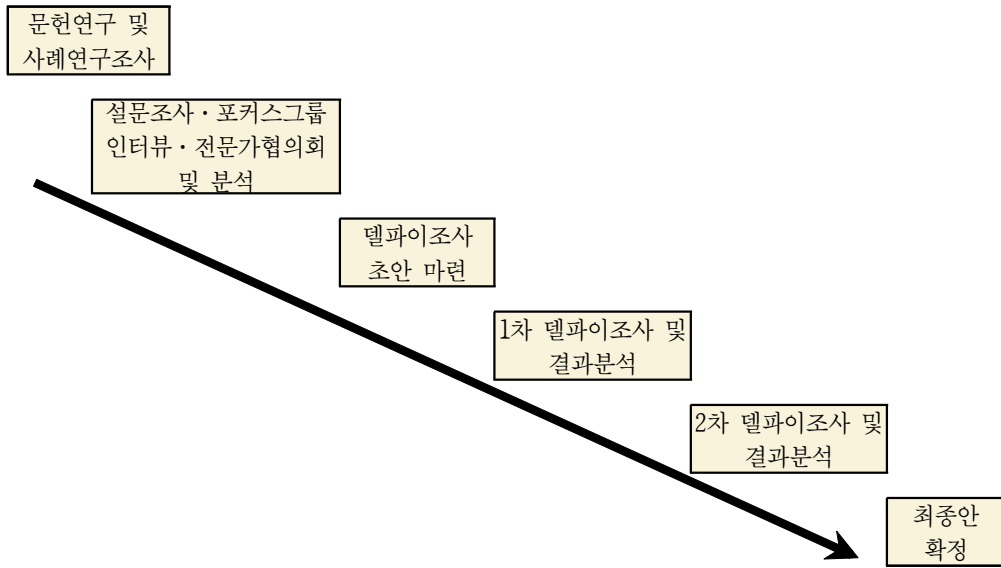 문헌연구 및
사례연구조사
설문조사·포커스그룹
인터뷰·전문가협의회
및 분석
델파이조사
초안 마련
1차 델파이조사 및
결과분석
2차 델파이조사 및
결과분석
최종안
확정